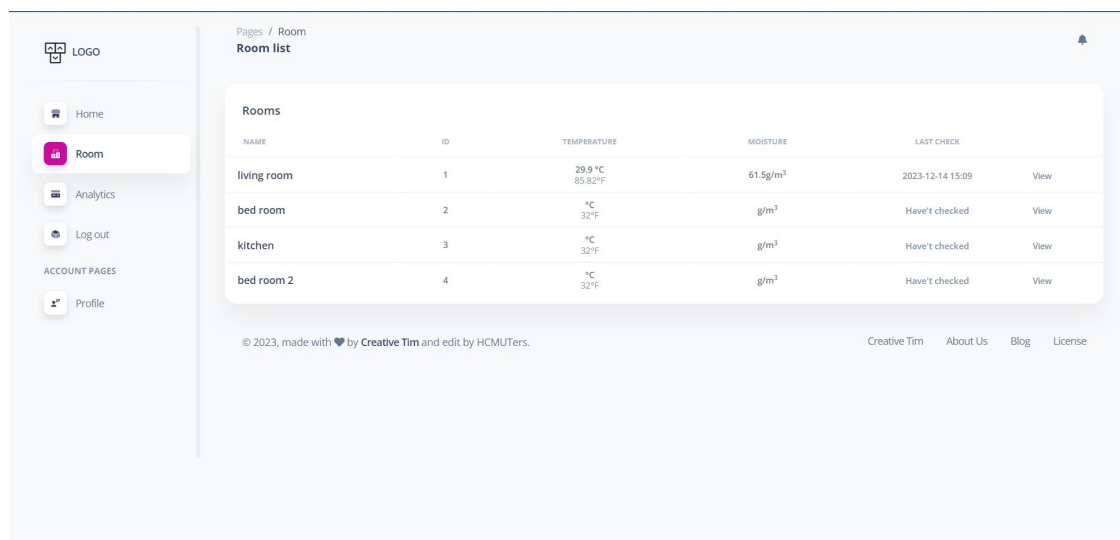 LOGO
Home
Room
Analytics
Log out
ACCOUNT PAGES
Profile
Pages / Room
Room list
Rooms
NAME ID TEMPERATURE MOISTURE LAST CHECK
living room 1 29.9 °C 85.82°F 61.5g/m³ 2023-12-14 15:09 View
bed room 2 °C 32°F g/m³ Have't checked View
kitchen 3 °C 32°F g/m³ Have't checked View
bed room 2 4 °C 32°F g/m³ Have't checked View
© 2023, made with ♥ by Creative Tim and edit by HCMUTers.
Creative Tim About Us Blog License